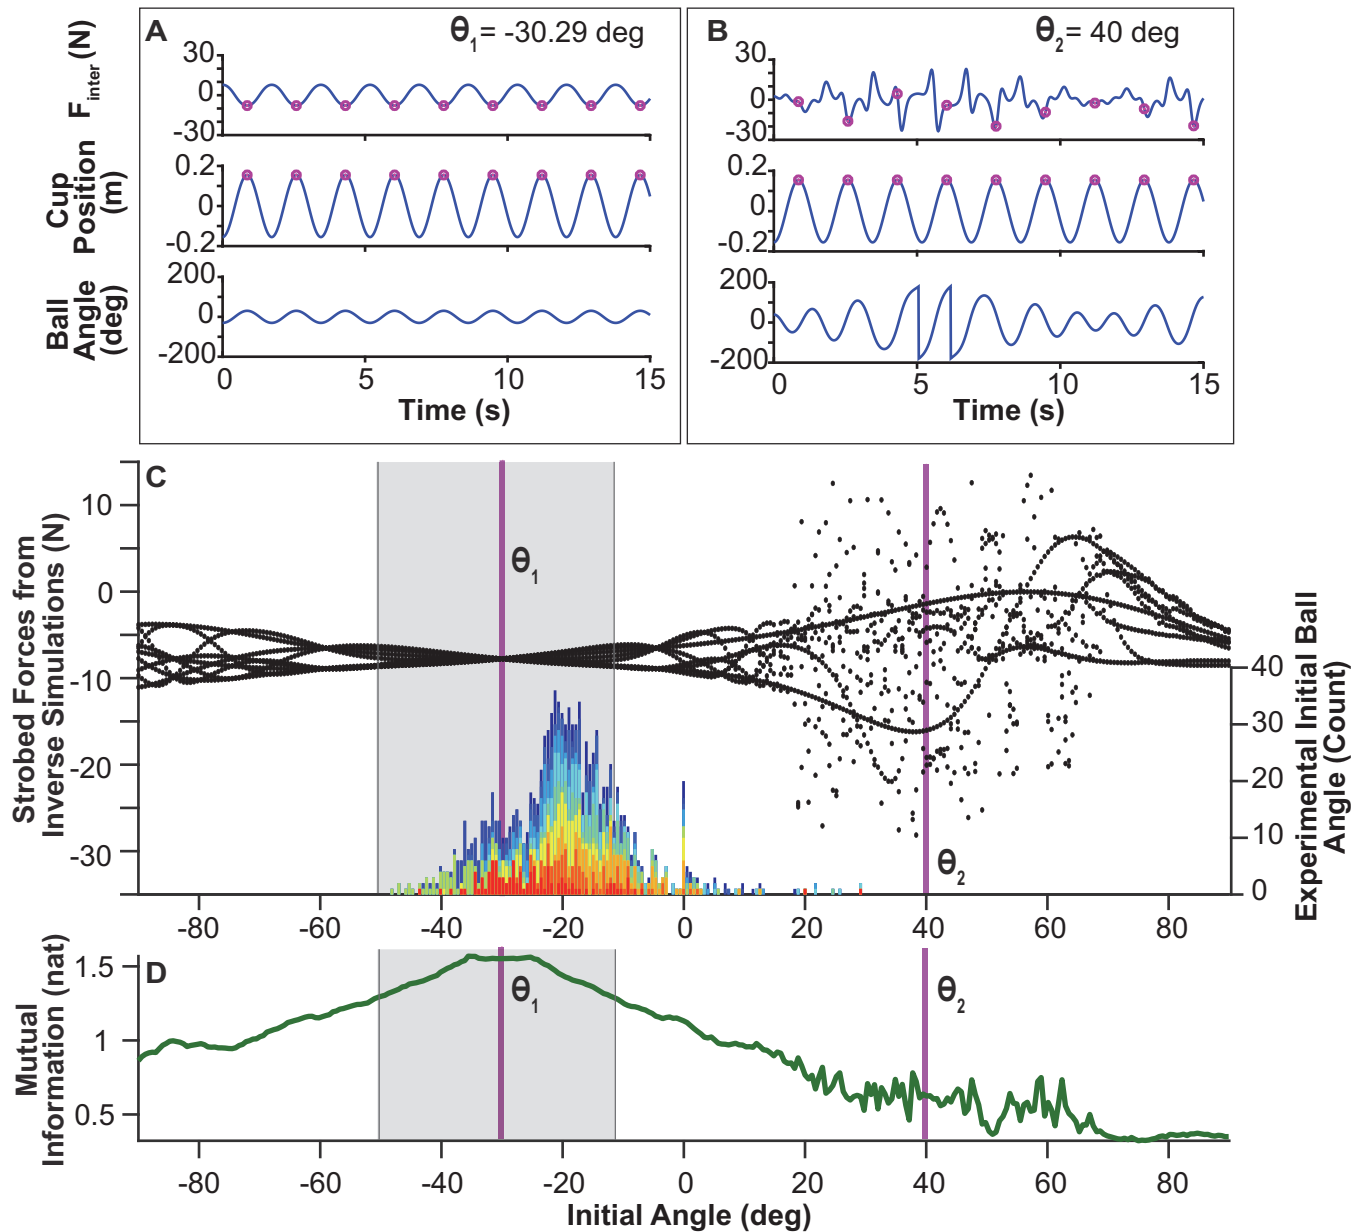 A
θ1= -30.29 deg
F inter (N)
30
0
-30
Cup Position (m)
0.2
0
-0.2
Ball Angle (deg)
200
0
-200
0 5 10 15
Time (s)
B
θ2= 40 deg
30
0
-30
0.2
0
-0.2
200
0
-200
0 5 10 15
Time (s)
C
Strobed Forces from
Inverse Simulations (N)
10
0
-10
-20
-30
θ1
θ2
40
30
20
10
0
Experimental Initial Ball
Angle (Count)
-80 -60 -40 -20 0 20 40 60 80
D
Mutual
Information (nat)
1.5
1
0.5
θ1
θ2
-80 -60 -40 -20 0 20 40 60 80
Initial Angle (deg)